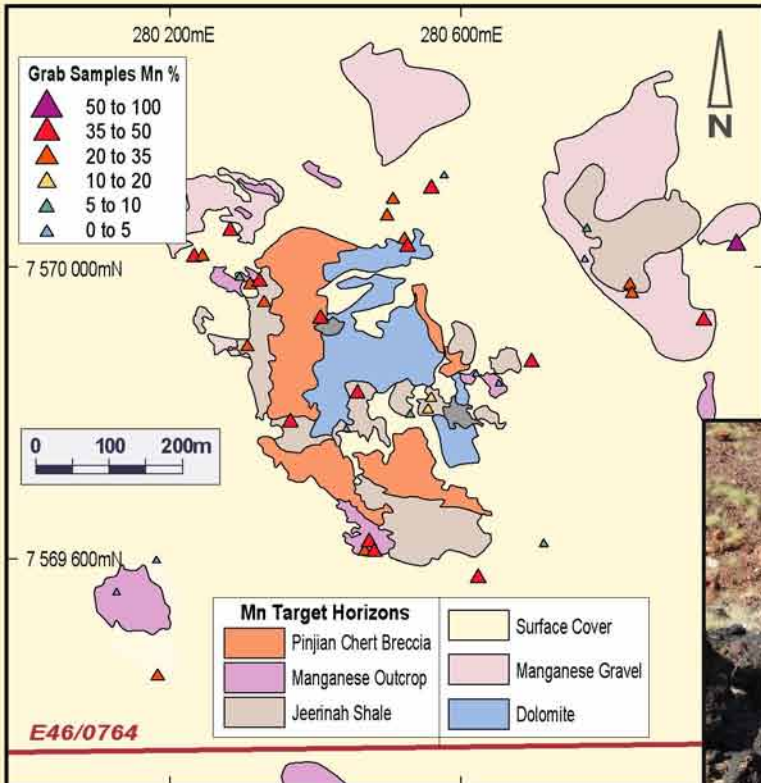 280 200mE
280 600mE
Grab Samples Mn %
50 to 100
35 to 50
20 to 35
10 to 20
5 to 10
0 to 5
N
7 570 000mN
0 100 200m
7 569 600mN
Mn Target Horizons
Pinjian Chert Breccia
Manganese Outcrop
Jeerinah Shale
Surface Cover
Manganese Gravel
Dolomite
E46/0764